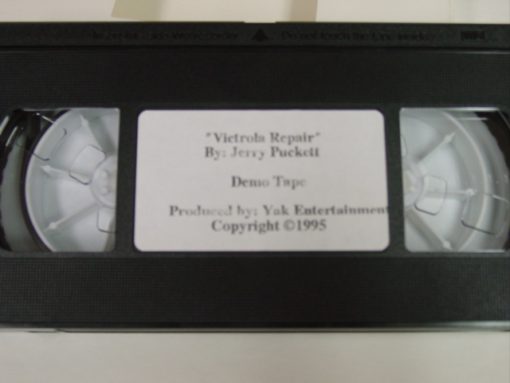 "Victrola Repair"
By: Jerry Puckett
Demo Tape
Produced by: Yak Entertainment
Copyright ©1995